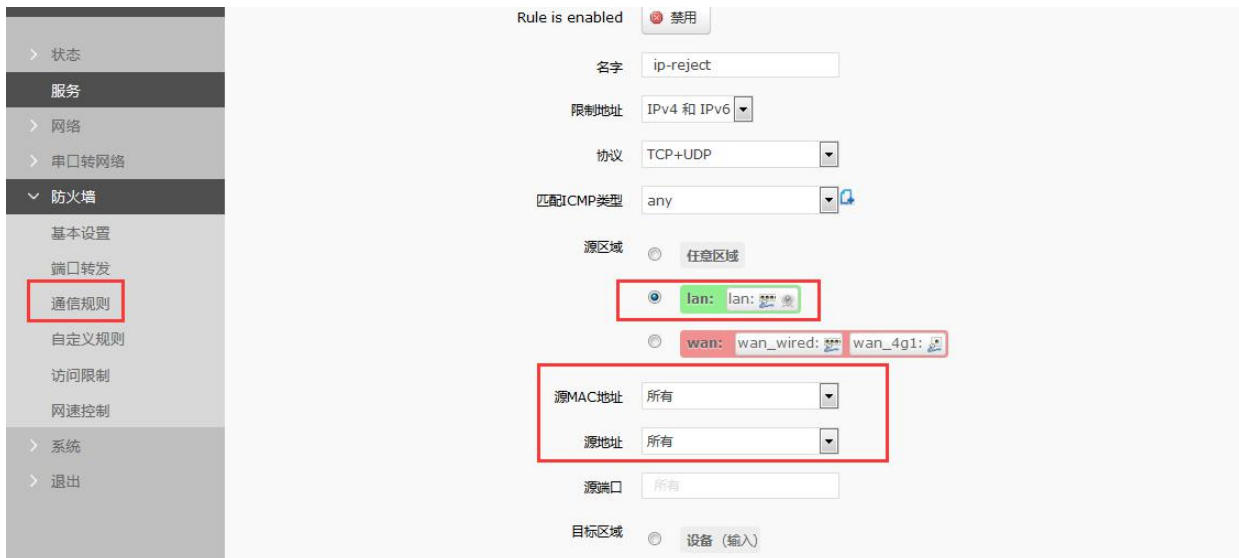 状态
服务
网络
串口转网络
防火墙
基本设置
端口转发
通信规则
自定义规则
访问限制
网速控制
系统
退出
Rule is enabled 禁用
名字 ip-reject
限制地址 IPv4 和 IPv6
协议 TCP+UDP
匹配ICMP类型 any
源区域 任意区域
lan: lan:
wan: wan_wired: wan_4g1:
源MAC地址 所有
源地址 所有
源端口 所有
目标区域 设备 (输入)